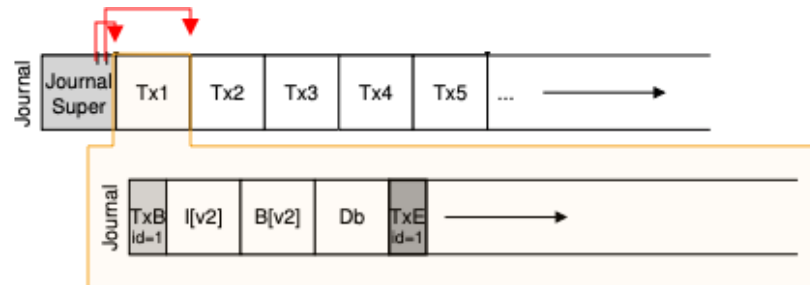 Journal
Journal
Super
Tx1
Tx2
Tx3
Tx4
Tx5
...
Journal
TxB
id=1
I[v2]
B[v2]
Db
TxE
id=1